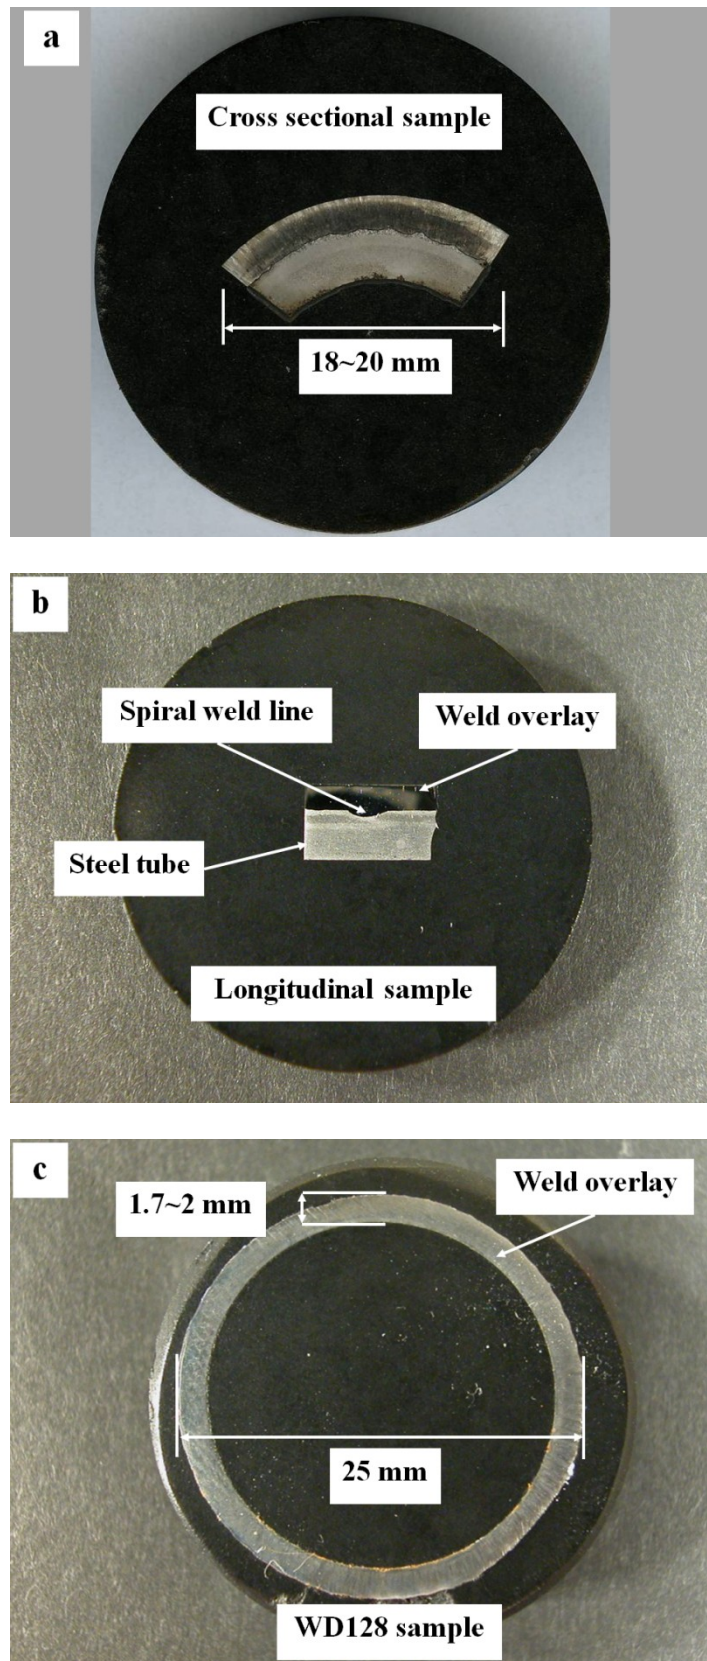 a
Cross sectional sample
18~20 mm
b
Spiral weld line
Weld overlay
Steel tube
Longitudinal sample
c
1.7~2 mm
Weld overlay
25 mm
WD128 sample